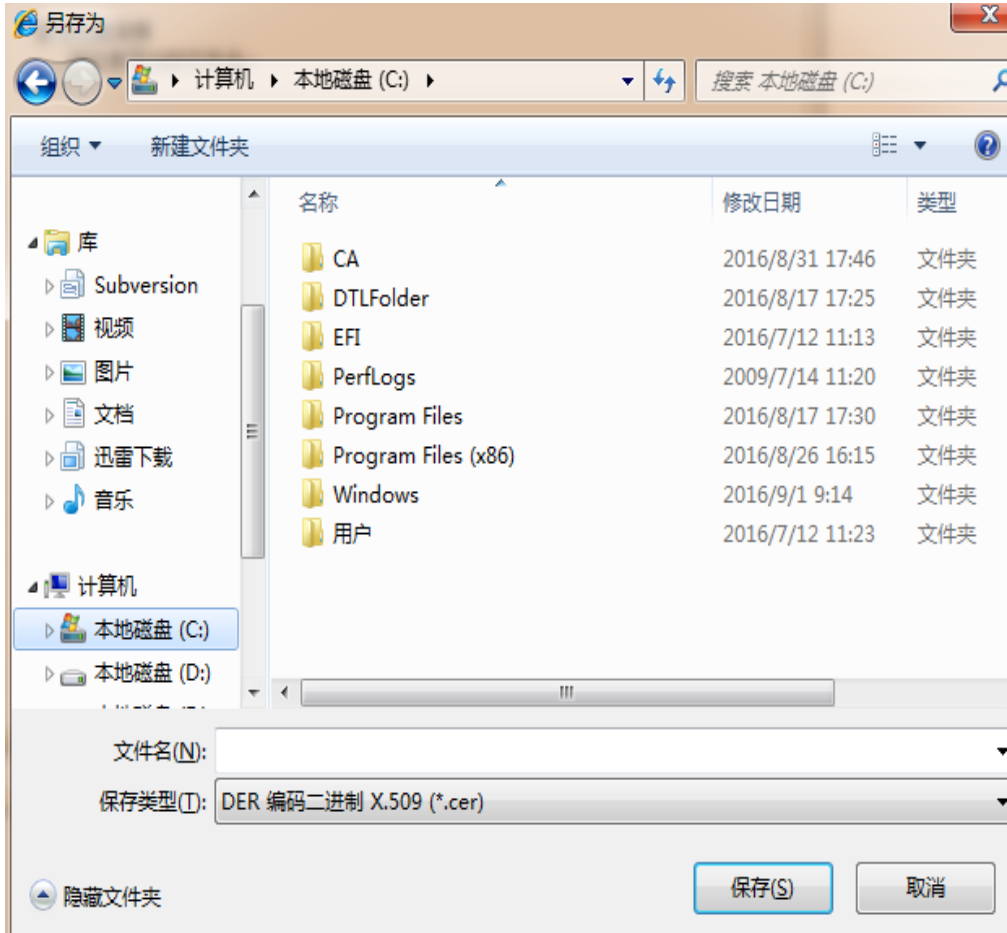 另存为
计算机 本地磁盘 (C:)
搜索 本地磁盘 (C:)
组织 新建文件夹
名称 修改日期 类型
库
Subversion
视频
图片
文档
迅雷下载
音乐
计算机
本地磁盘 (C:)
本地磁盘 (D:)
CA 2016/8/31 17:46 文件夹
DTLFolder 2016/8/17 17:25 文件夹
EFI 2016/7/12 11:13 文件夹
PerfLogs 2009/7/14 11:20 文件夹
Program Files 2016/8/17 17:30 文件夹
Program Files (x86) 2016/8/26 16:15 文件夹
Windows 2016/9/1 9:14 文件夹
用户 2016/7/12 11:23 文件夹
文件名(N):
保存类型(T): DER 编码二进制 X.509 (*.cer)
隐藏文件夹 保存(S) 取消